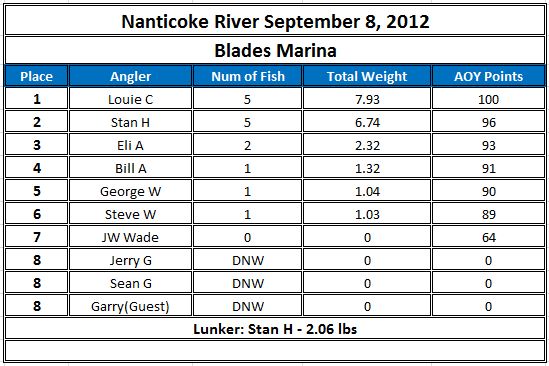 Nanticoke River September 8, 2012
Blades Marina
Place Angler Num of Fish Total Weight AOY Points
1 Louie C 5 7.93 100
2 Stan H 5 6.74 96
3 Eli A 2 2.32 93
4 Bill A 1 1.32 91
5 George W 1 1.04 90
6 Steve W 1 1.03 89
7 JW Wade 0 0 64
8 Jerry G DNW 0 0
8 Sean G DNW 0 0
8 Garry(Guest) DNW 0 0
Lunker: Stan H - 2.06 lbs